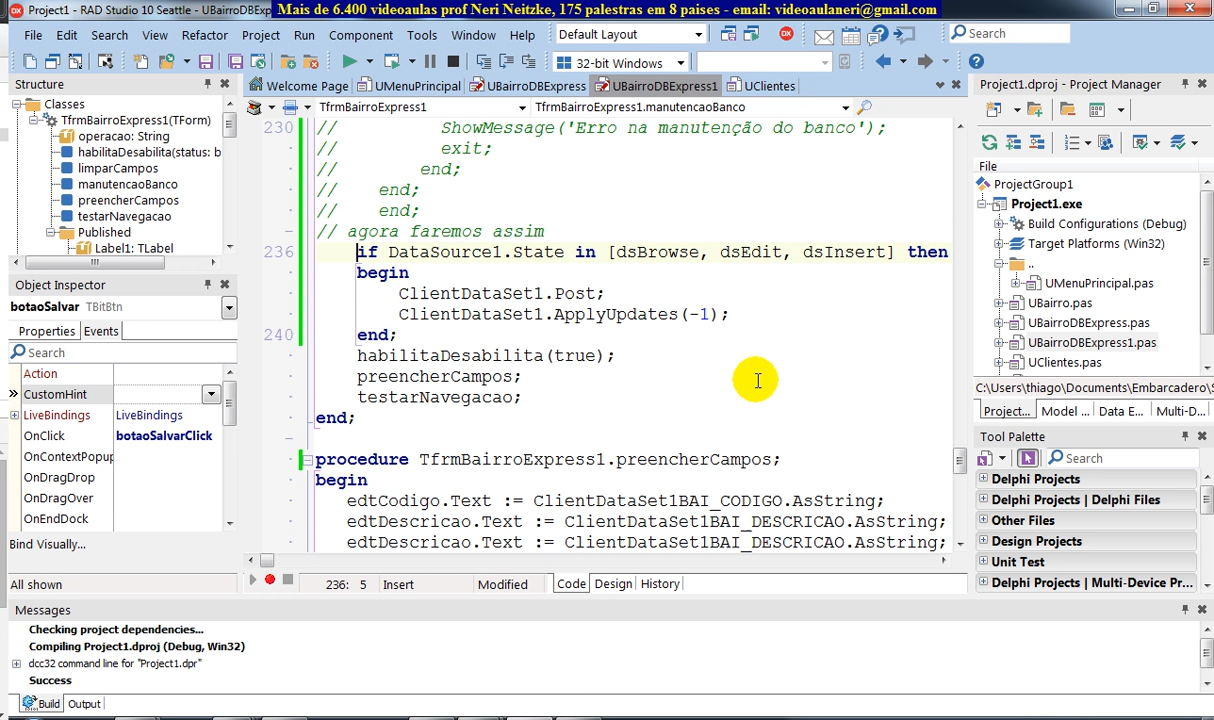 Project1 - RAD Studio 10 Seattle - UBairroDBExp
Mais de 6.400 videoaulas prof Neri Neitzke, 175 palestras em 8 paises - email: videoaulaneri@gmail.com
File Edit Search View Refactor Project Run Component Tools Window Help Default Layout Search
32-bit Windows
Structure
Classes
TfrmBairroExpress1(TForm)
operacao: String
habilitaDesabilita(status: b
limparCampos
manutencaoBanco
preencherCampos
testarNavegacao
Published
Label1: TLabel
Object Inspector
botaoSalvar TBitBtn
Properties Events
Search
Action
CustomHint
LiveBindings LiveBindings
OnClick botaoSalvarClick
OnContextPopup
OnDragDrop
OnDragOver
OnEndDock
Bind Visually...
All shown
Welcome Page UMenuPrincipal UBairroDBExpress UBairroDBExpress1 UClientes
TfrmBairroExpress1 TfrmBairroExpress1.manutencaoBanco
230 // ShowMessage('Erro na manutenção do banco');
// exit;
// end;
// end;
// end;
// agora faremos assim
236 if DataSource1.State in [dsBrowse, dsEdit, dsInsert] then
begin
ClientDataSet1.Post;
ClientDataSet1.ApplyUpdates(-1);
240 end;
habilitaDesabilita(true);
preencherCampos;
testarNavegacao;
end;
procedure TfrmBairroExpress1.preencherCampos;
begin
edtCodigo.Text := ClientDataSet1BAI_CODIGO.AsString;
edtDescricao.Text := ClientDataSet1BAI_DESCRICAO.AsString;
edtDescricao.Text := ClientDataSet1BAI_DESCRICAO.AsString;
236: 5 Insert Modified Code Design History
Project1.dproj - Project Manager
File
ProjectGroup1
Project1.exe
Build Configurations (Debug)
Target Platforms (Win32)
..
UMenuPrincipal.pas
UBairro.pas
UBairroDBExpress.pas
UBairroDBExpress1.pas
UClientes.pas
C:\Users\thiago\Documents\Embarcadero\S
Project... Model ... Data E... Multi-D...
Tool Palette
Search
Delphi Projects
Delphi Projects | Delphi Files
Other Files
Design Projects
Unit Test
Delphi Projects | Multi-Device Pr...
Messages
Checking project dependencies...
Compiling Project1.dproj (Debug, Win32)
dcc32 command line for "Project1.dpr"
Success
Build Output